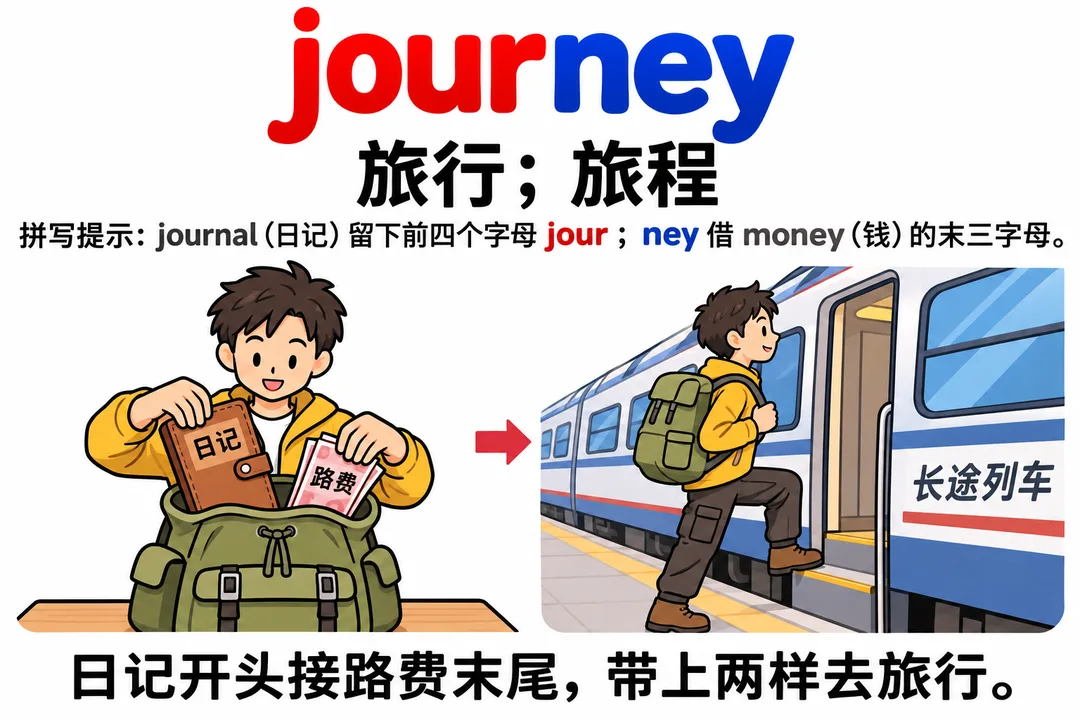 journey
旅行；旅程
拼写提示：journal（日记）留下前四个字母 jour ；ney 借 money（钱）的末三字母。
日记
路费
长途列车
日记开头接路费末尾，带上两样去旅行。